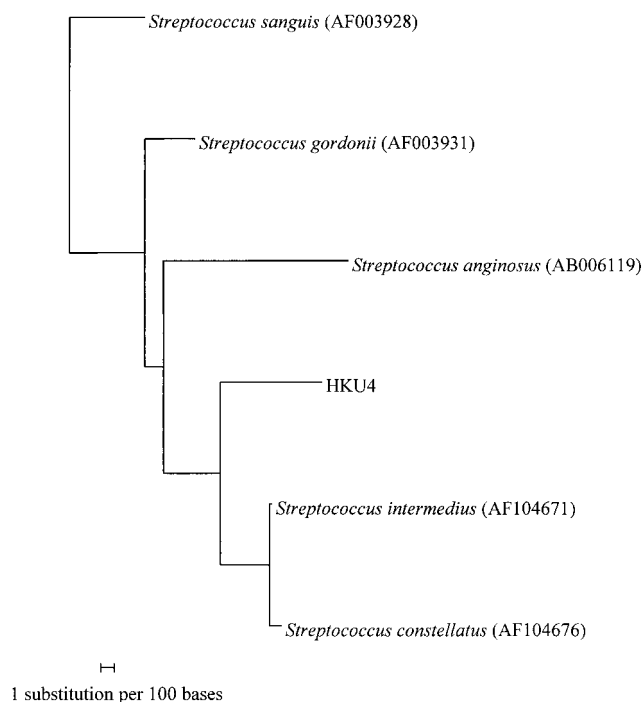 Streptococcus sanguis (AF003928)
Streptococcus gordonii (AF003931)
Streptococcus anginosus (AB006119)
HKU4
Streptococcus intermedius (AF104671)
Streptococcus constellatus (AF104676)
1 substitution per 100 bases